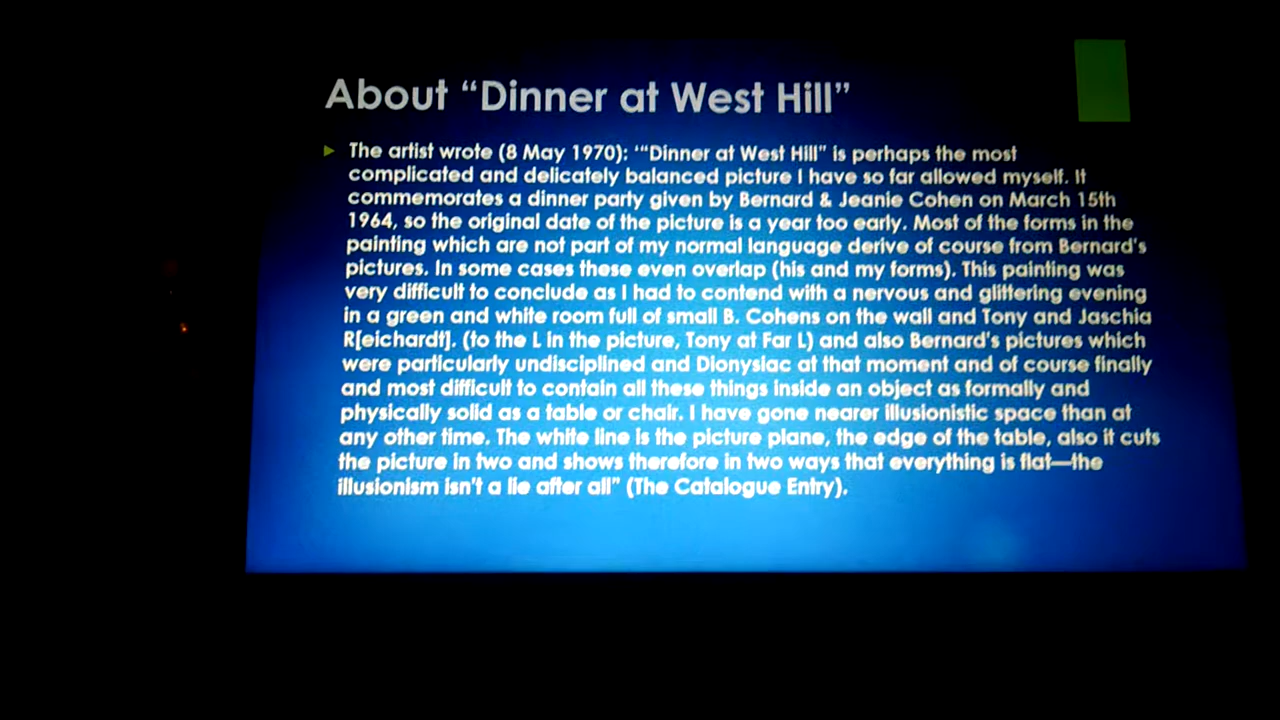 About “Dinner at West Hill”
The artist wrote (8 May 1970): ‘“Dinner at West Hill” is perhaps the most
complicated and delicately balanced picture I have so far allowed myself. It
commemorates a dinner party given by Bernard & Jeanie Cohen on March 15th
1964, so the original date of the picture is a year too early. Most of the forms in the
painting which are not part of my normal language derive of course from Bernard's
pictures. In some cases these even overlap (his and my forms). This painting was
very difficult to conclude as I had to contend with a nervous and glittering evening
in a green and white room full of small B. Cohens on the wall and Tony and Jaschia
R[eichardt]. (to the L in the picture, Tony at Far L) and also Bernard's pictures which
were particularly undisciplined and Dionysiac at that moment and of course finally
and most difficult to contain all these things inside an object as formally and
physically solid as a table or chair. I have gone nearer illusionistic space than at
any other time. The white line is the picture plane, the edge of the table, also it cuts
the picture in two and shows therefore in two ways that everything is flat—the
illusionism isn't a lie after all” (The Catalogue Entry).